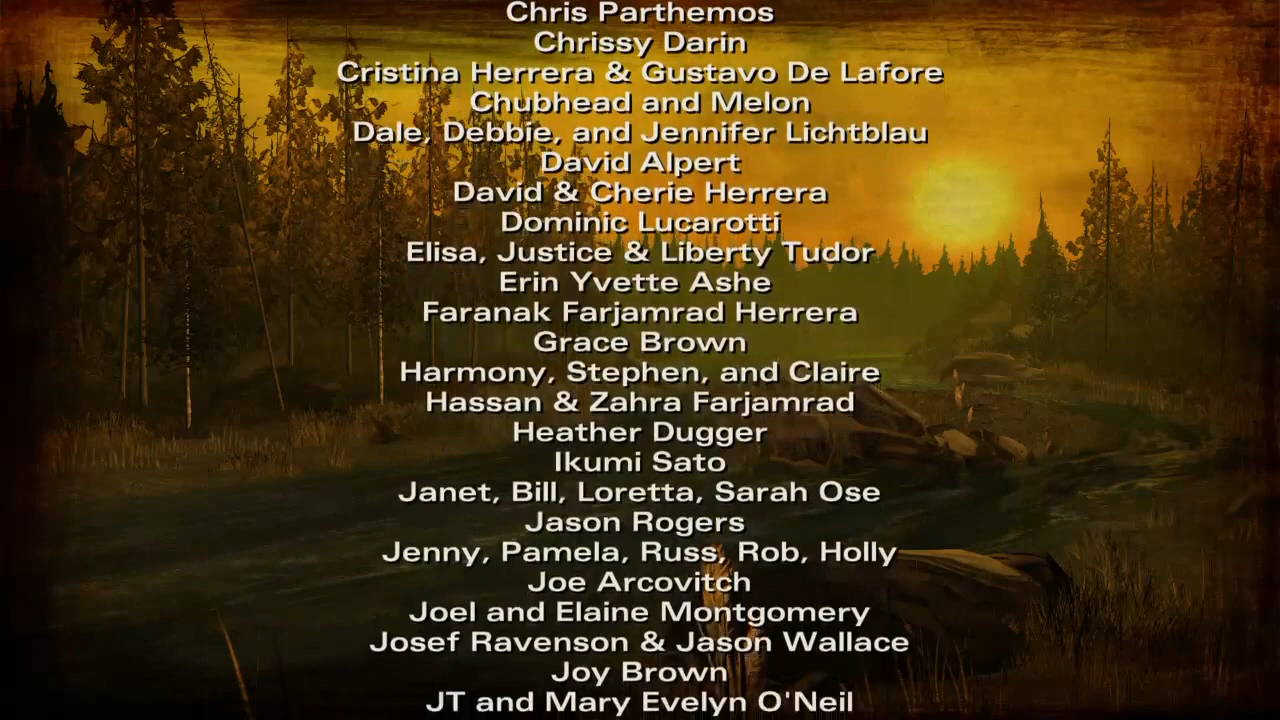 Chris Parthemos
Chrissy Darin
Cristina Herrera & Gustavo De Lafore
Chubhead and Melon
Dale, Debbie, and Jennifer Lichtblau
David Alpert
David & Cherie Herrera
Dominic Lucarotti
Elisa, Justice & Liberty Tudor
Erin Yvette Ashe
Faranak Farjamrad Herrera
Grace Brown
Harmony, Stephen, and Claire
Hassan & Zahra Farjamrad
Heather Dugger
Ikumi Sato
Janet, Bill, Loretta, Sarah Ose
Jason Rogers
Jenny, Pamela, Russ, Rob, Holly
Joe Arcovitch
Joel and Elaine Montgomery
Josef Ravenson & Jason Wallace
Joy Brown
JT and Mary Evelyn O'Neil